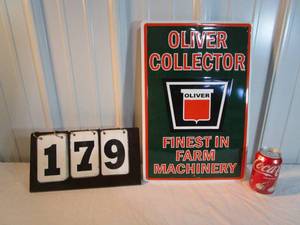 OLIVER
COLLECTOR
OLIVER
FINEST IN
FARM
MACHINERY
179
Coca-Cola